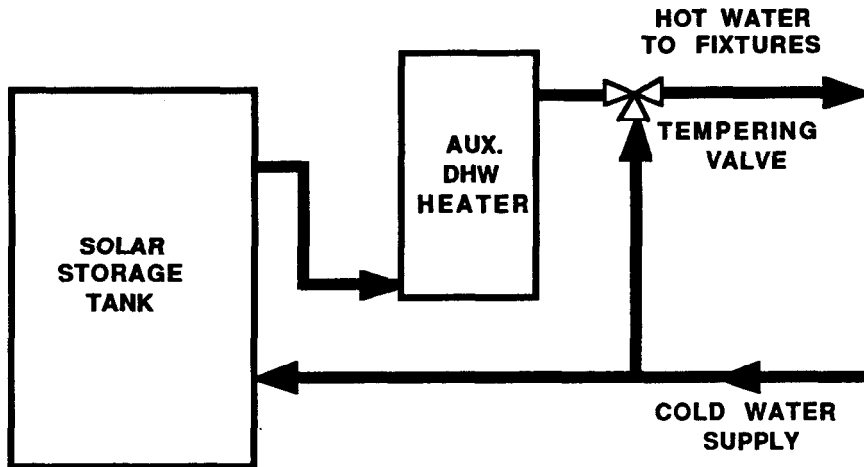 HOT WATER
TO FIXTURES
AUX.
DHW
HEATER
TEMPERING
VALVE
SOLAR
STORAGE
TANK
COLD WATER
SUPPLY